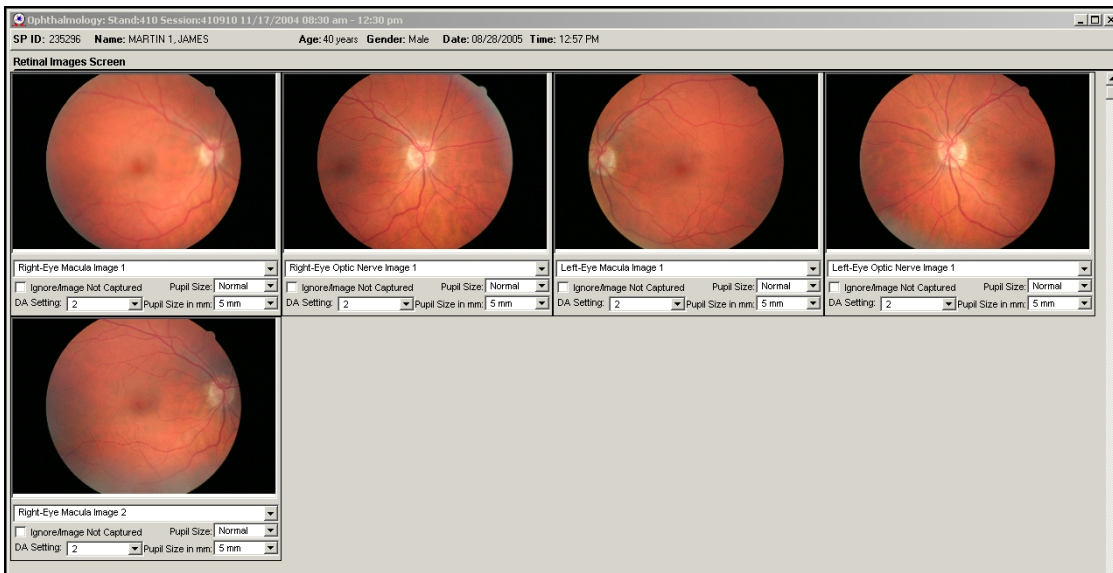 Ophthalmology: Stand:410 Session:410910 11/17/2004 08:30 am - 12:30 pm
SP ID: 235296 Name: MARTIN 1, JAMES Age: 40 years Gender: Male Date: 08/28/2005 Time: 12:57 PM
Retinal Images Screen
Right-Eye Macula Image 1
Ignore/Image Not Captured Pupil Size: Normal
DA Setting: 2 Pupil Size in mm: 5 mm
Right-Eye Optic Nerve Image 1
Ignore/Image Not Captured Pupil Size: Normal
DA Setting: 2 Pupil Size in mm: 5 mm
Left-Eye Macula Image 1
Ignore/Image Not Captured Pupil Size: Normal
DA Setting: 2 Pupil Size in mm: 5 mm
Left-Eye Optic Nerve Image 1
Ignore/Image Not Captured Pupil Size: Normal
DA Setting: 2 Pupil Size in mm: 5 mm
Right-Eye Macula Image 2
Ignore/Image Not Captured Pupil Size: Normal
DA Setting: 2 Pupil Size in mm: 5 mm